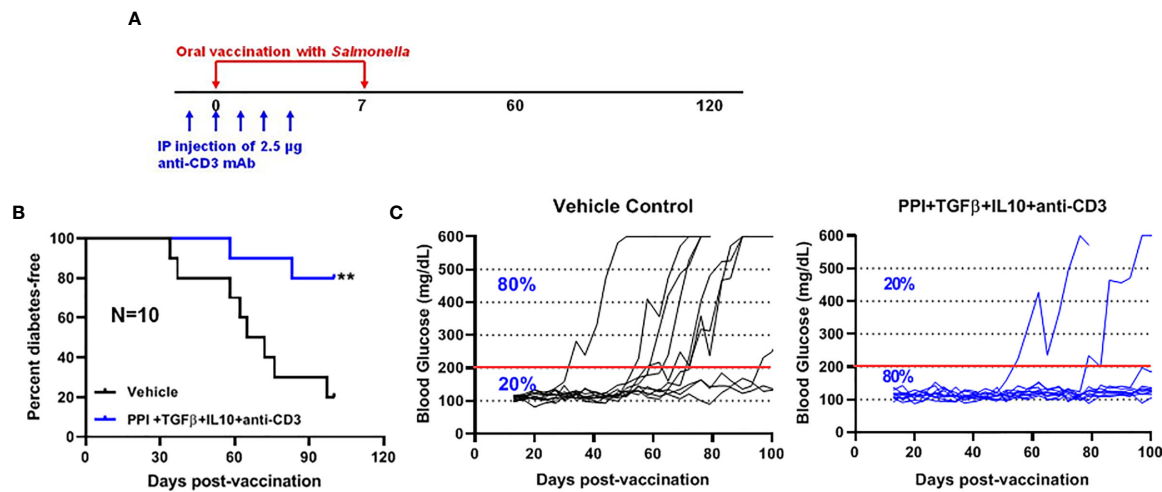 A
Oral vaccination with Salmonella
0 7 60 120
IP injection of 2.5 µg
anti-CD3 mAb
B
Percent diabetes-free
100
80
60
40
20
0
N=10
Vehicle
PPI +TGFβ+IL10+anti-CD3
**
0 30 60 90 120
Days post-vaccination
C
Vehicle Control
Blood Glucose (mg/dL)
600
500
400
300
200
100
0
80%
20%
0 20 40 60 80 100
Days post-vaccination
PPI+TGFβ+IL10+anti-CD3
Blood Glucose (mg/dL)
600
500
400
300
200
100
0
20%
80%
0 20 40 60 80 100
Days post-vaccination